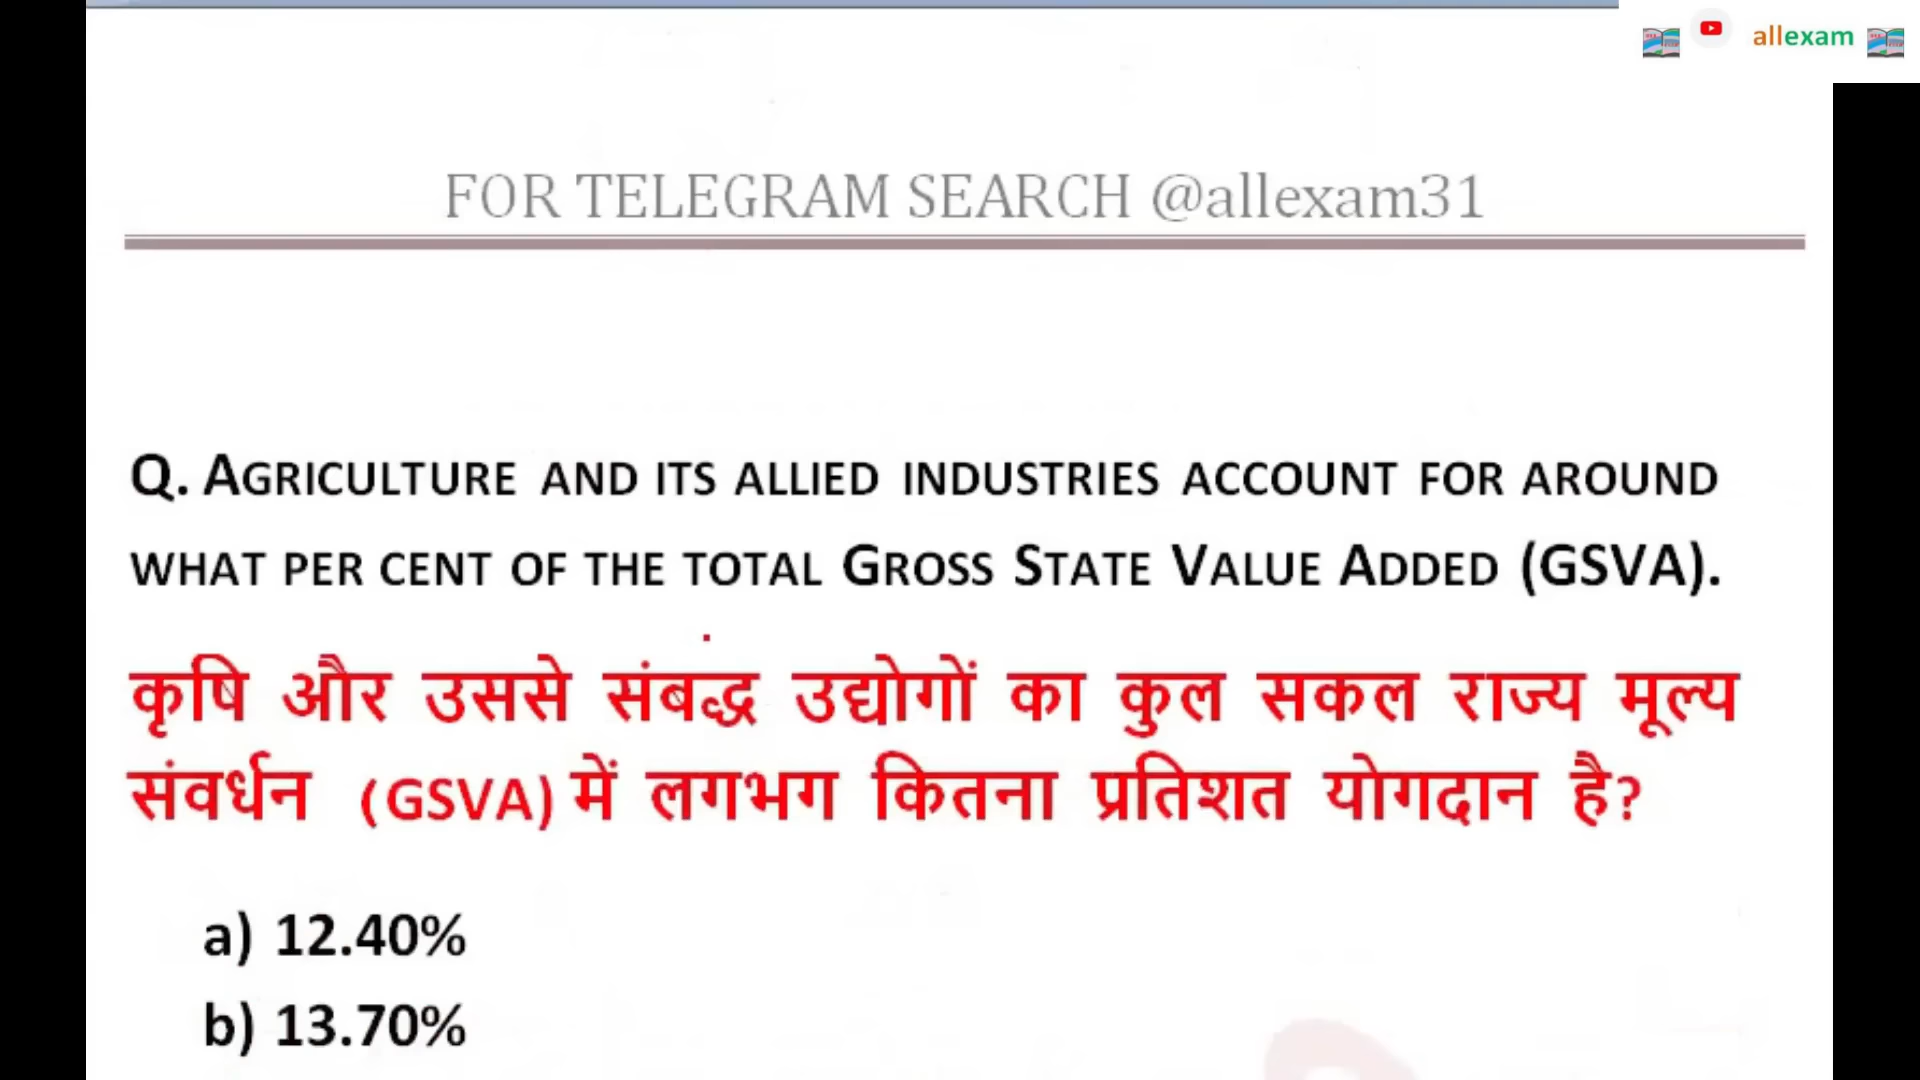 allexam
FOR TELEGRAM SEARCH @allexam31
Q. AGRICULTURE AND ITS ALLIED INDUSTRIES ACCOUNT FOR AROUND
WHAT PER CENT OF THE TOTAL GROSS STATE VALUE ADDED (GSVA).
कृषि और उससे संबद्ध उद्योगों का कुल सकल राज्य मूल्य
संवर्धन (GSVA) में लगभग कितना प्रतिशत योगदान है?
a) 12.40%
b) 13.70%